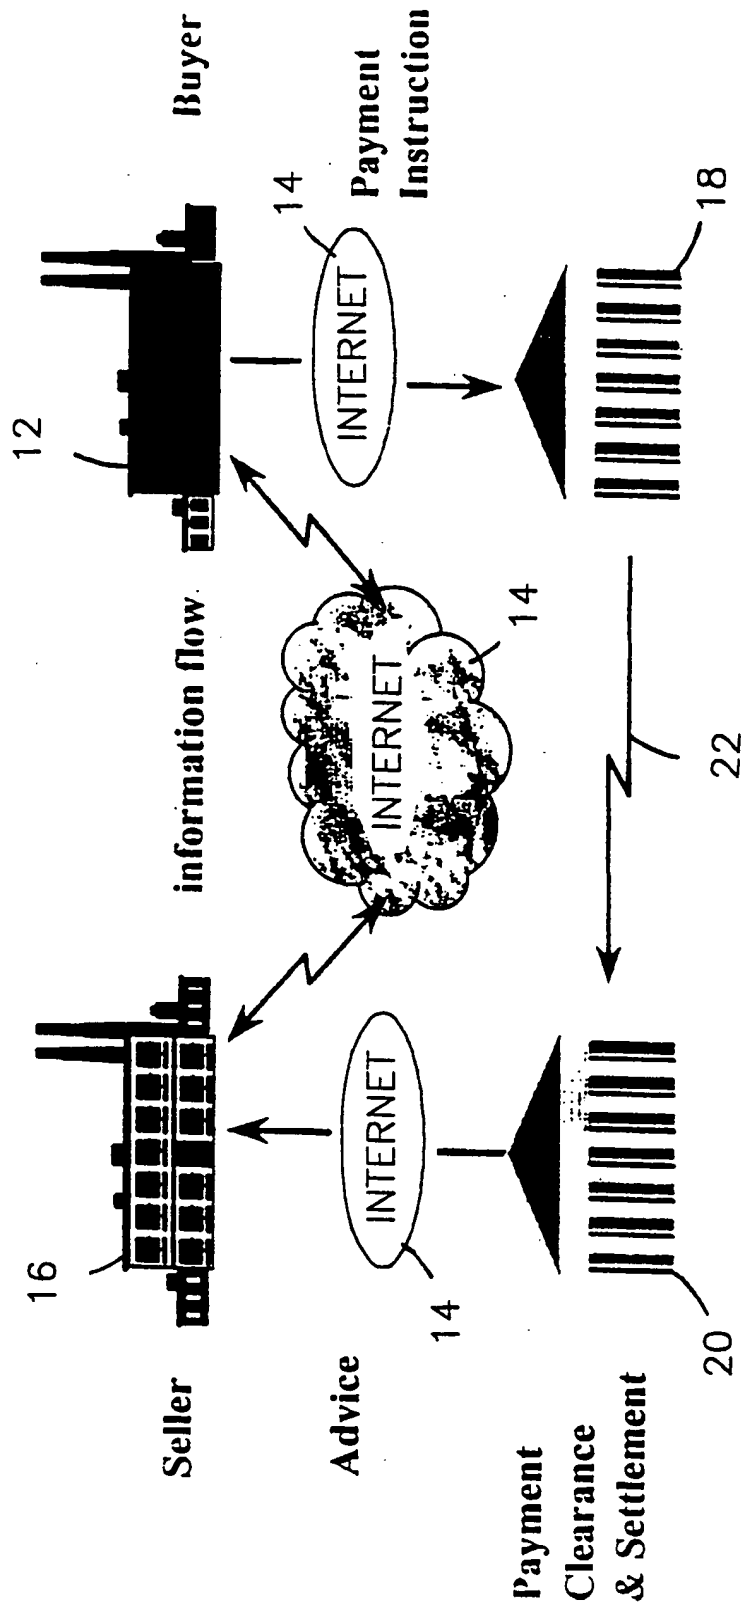 Seller
16
information flow
12
Buyer
Advice
INTERNET
14
INTERNET
14
INTERNET
14
Payment
Instruction
Payment
Clearance
& Settlement
20
22
18